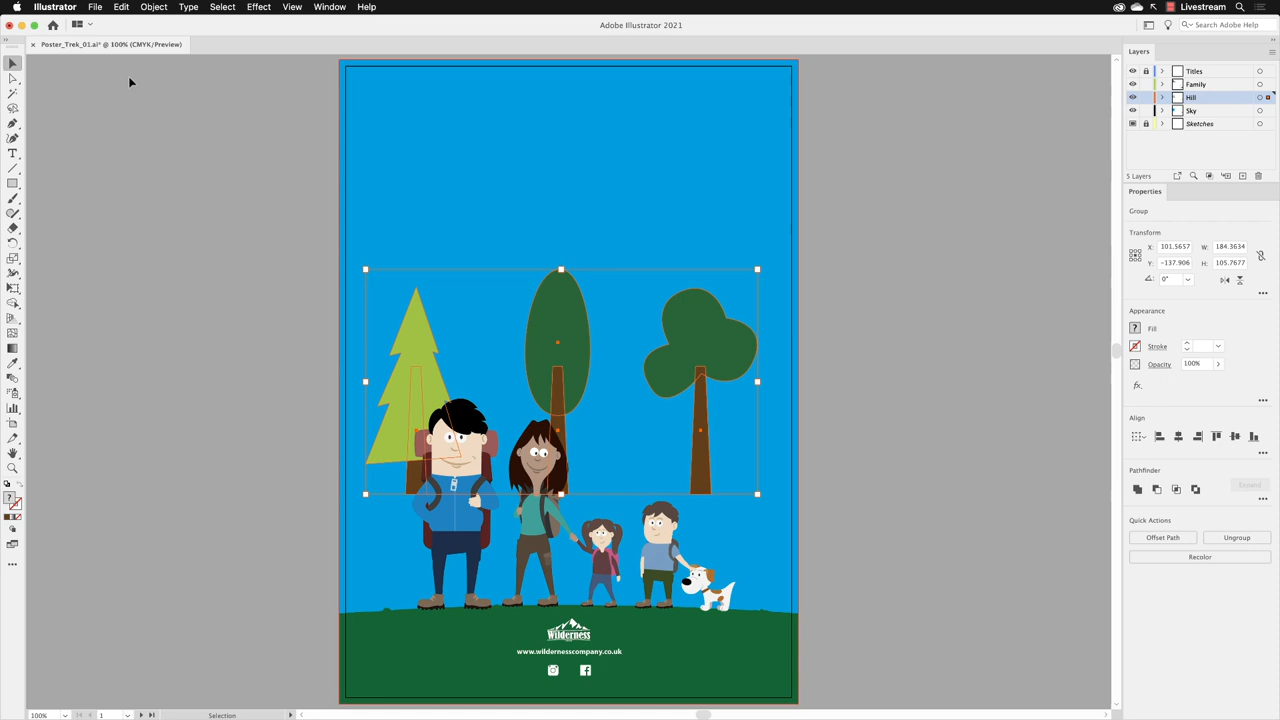 Illustrator File Edit Object Type Select Effect View Window Help
Livestream
Adobe Illustrator 2021
Search Adobe Help
× Poster_Trek_01.ai* @ 100% (CMYK/Preview)
Layers
Titles
Family
Hill
Sky
Sketches
5 Layers
Properties
Group
Transform
X: 101.5657 W: 184.3634
Y: -137.906 H: 105.7677
0°
Appearance
? Fill
Stroke
Opacity 100%
fx.
Align
Pathfinder
Expand
Quick Actions
Offset Path Ungroup
Recolor
Wilderness
www.wildernesscompany.co.uk
100% 1 Selection